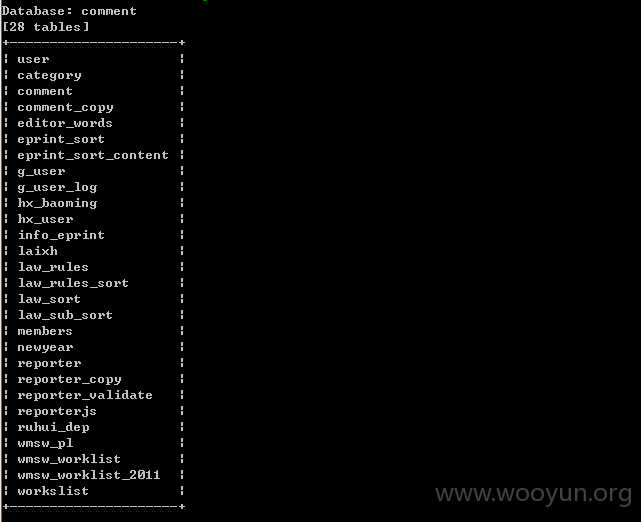 Database: comment
[28 tables]
+---------------------+
¦ user                ¦
¦ category            ¦
¦ comment             ¦
¦ comment_copy        ¦
¦ editor_words        ¦
¦ eprint_sort         ¦
¦ eprint_sort_content ¦
¦ g_user              ¦
¦ g_user_log          ¦
¦ hx_baoming          ¦
¦ hx_user             ¦
¦ info_eprint         ¦
¦ laixh               ¦
¦ law_rules           ¦
¦ law_rules_sort      ¦
¦ law_sort            ¦
¦ law_sub_sort        ¦
¦ members             ¦
¦ newyear             ¦
¦ reporter            ¦
¦ reporter_copy       ¦
¦ reporter_validate   ¦
¦ reporterjs          ¦
¦ ruhui_dep           ¦
¦ wmsw_pl             ¦
¦ wmsw_worklist       ¦
¦ wmsw_worklist_2011  ¦
¦ workslist           ¦
+---------------------+
www.wooyun.org